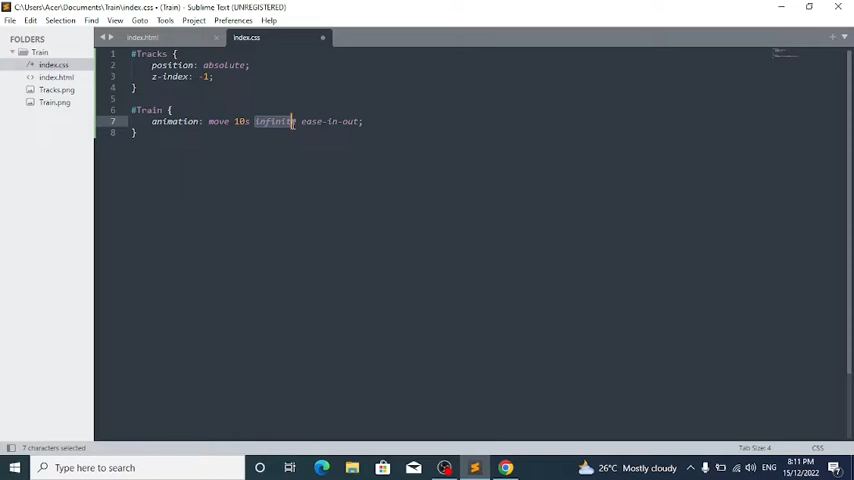 C:\Users\Acer\Documents\Train\index.css • (Train) - Sublime Text (UNREGISTERED)
File Edit Selection Find View Goto Tools Project Preferences Help
FOLDERS
Train
/* index.css
<> index.html
Tracks.png
Train.png
index.html ×
index.css
1 #Tracks {
2 position: absolute;
3 z-index: -1;
4 }
5
6 #Train {
7 animation: move 10s infinite ease-in-out;
8 }
7 characters selected
Tab Size: 4
CSS
Type here to search
26°C Mostly cloudy
ENG
8:11 PM
15/12/2022
7